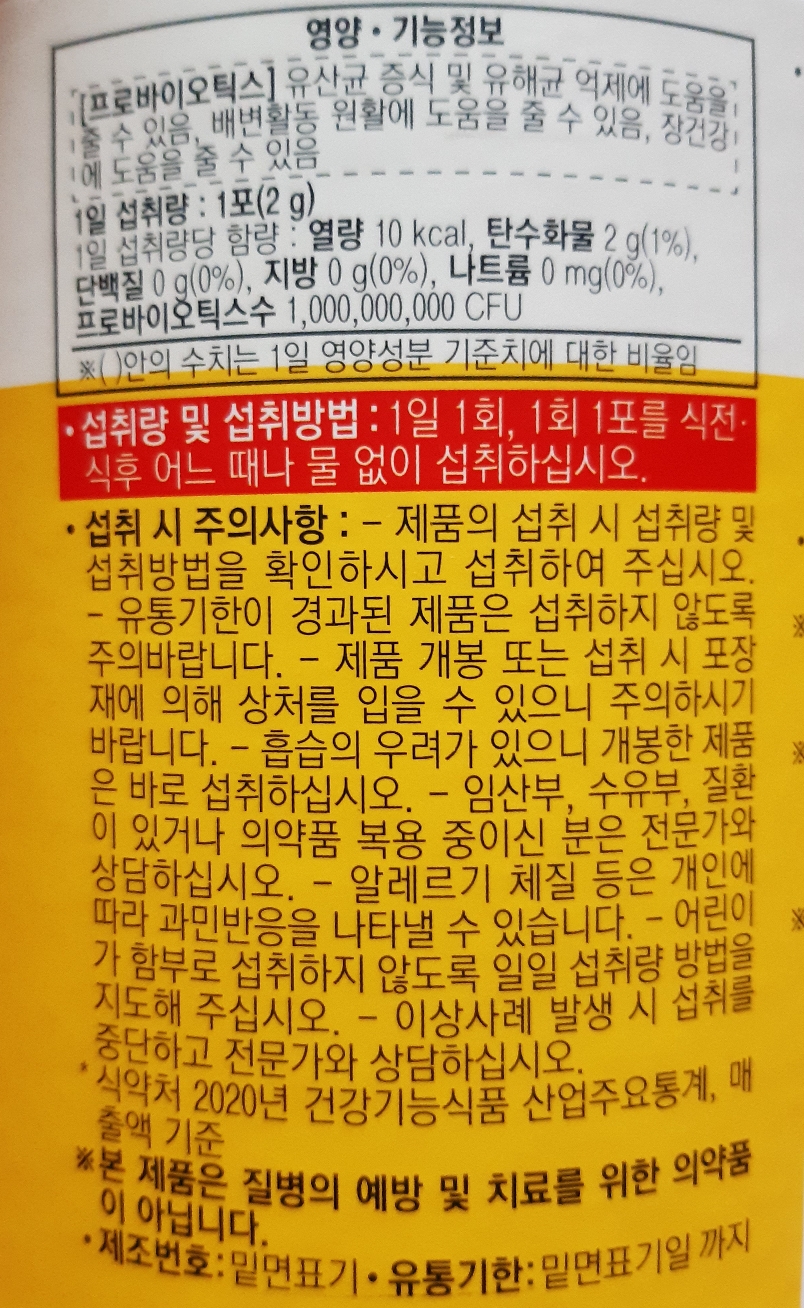 영양·기능정보
[프로바이오틱스] 유산균 증식 및 유해균 억제에 도움을
줄 수 있음, 배변활동 원활에 도움을 줄 수 있음, 장건강
에 도움을 줄 수 있음
1일 섭취량 : 1포(2 g)
1일 섭취량당 함량 : 열량 10 kcal, 탄수화물 2 g(1%),
단백질 0 g(0%), 지방 0 g(0%), 나트륨 0 mg(0%),
프로바이오틱스수 1,000,000,000 CFU
※( )안의 수치는 1일 영양성분 기준치에 대한 비율임
• 섭취량 및 섭취방법 : 1일 1회, 1회 1포를 식전·
식후 어느 때나 물 없이 섭취하십시오.
• 섭취 시 주의사항 : - 제품의 섭취 시 섭취량 및
섭취방법을 확인하시고 섭취하여 주십시오.
- 유통기한이 경과된 제품은 섭취하지 않도록
주의바랍니다. - 제품 개봉 또는 섭취 시 포장
재에 의해 상처를 입을 수 있으니 주의하시기
바랍니다. - 흡습의 우려가 있으니 개봉한 제품
은 바로 섭취하십시오. - 임산부, 수유부, 질환
이 있거나 의약품 복용 중이신 분은 전문가와
상담하십시오. - 알레르기 체질 등은 개인에
따라 과민반응을 나타낼 수 있습니다. - 어린이
가 함부로 섭취하지 않도록 일일 섭취량 방법을
지도해 주십시오. - 이상사례 발생 시 섭취를
중단하고 전문가와 상담하십시오.
* 식약처 2020년 건강기능식품 산업주요통계, 매
출액 기준
※본 제품은 질병의 예방 및 치료를 위한 의약품
이 아닙니다.
• 제조번호:밑면표기 • 유통기한:밑면표기일 까지